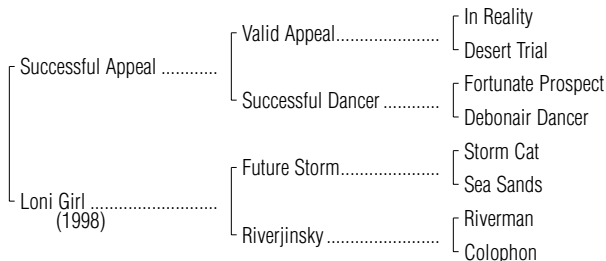 In Reality
Valid Appeal..................
Desert Trial
Successful Appeal ...........
Fortunate Prospect
Successful Dancer ...........
Debonair Dancer
Storm Cat
Future Storm...................
Sea Sands
Loni Girl .........................
(1998)
Riverman
Riverjinsky ......................
Colophon